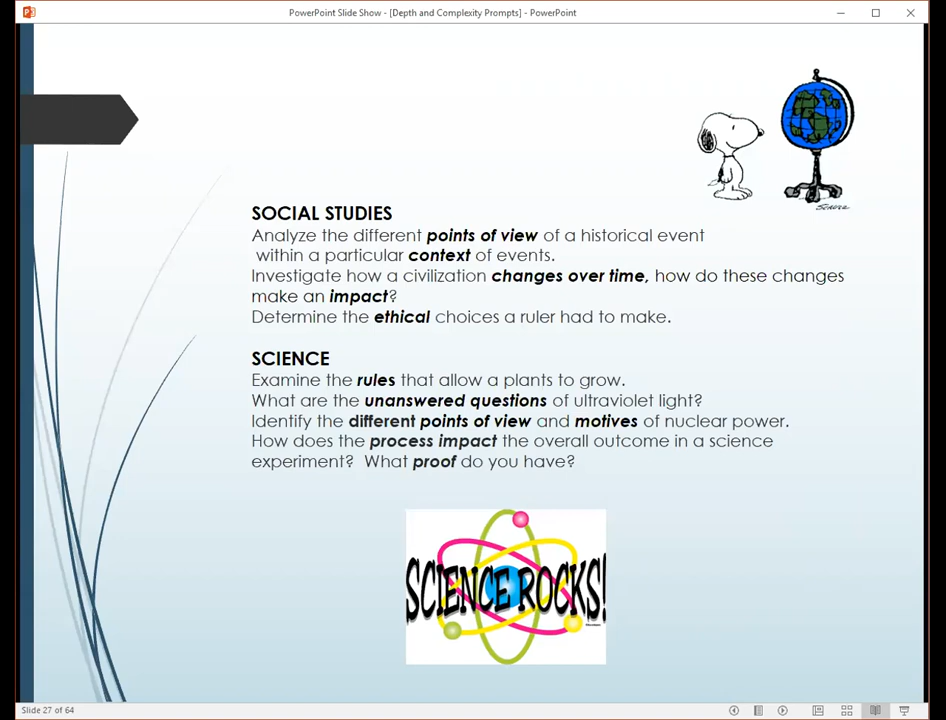 PowerPoint Slide Show - [Depth and Complexity Prompts] - PowerPoint
SOCIAL STUDIES
Analyze the different points of view of a historical event
within a particular context of events.
Investigate how a civilization changes over time, how do these changes
make an impact?
Determine the ethical choices a ruler had to make.
SCIENCE
Examine the rules that allow a plants to grow.
What are the unanswered questions of ultraviolet light?
Identify the different points of view and motives of nuclear power.
How does the process impact the overall outcome in a science
experiment? What proof do you have?
SCIENCE ROCKS!
Slide 27 of 64